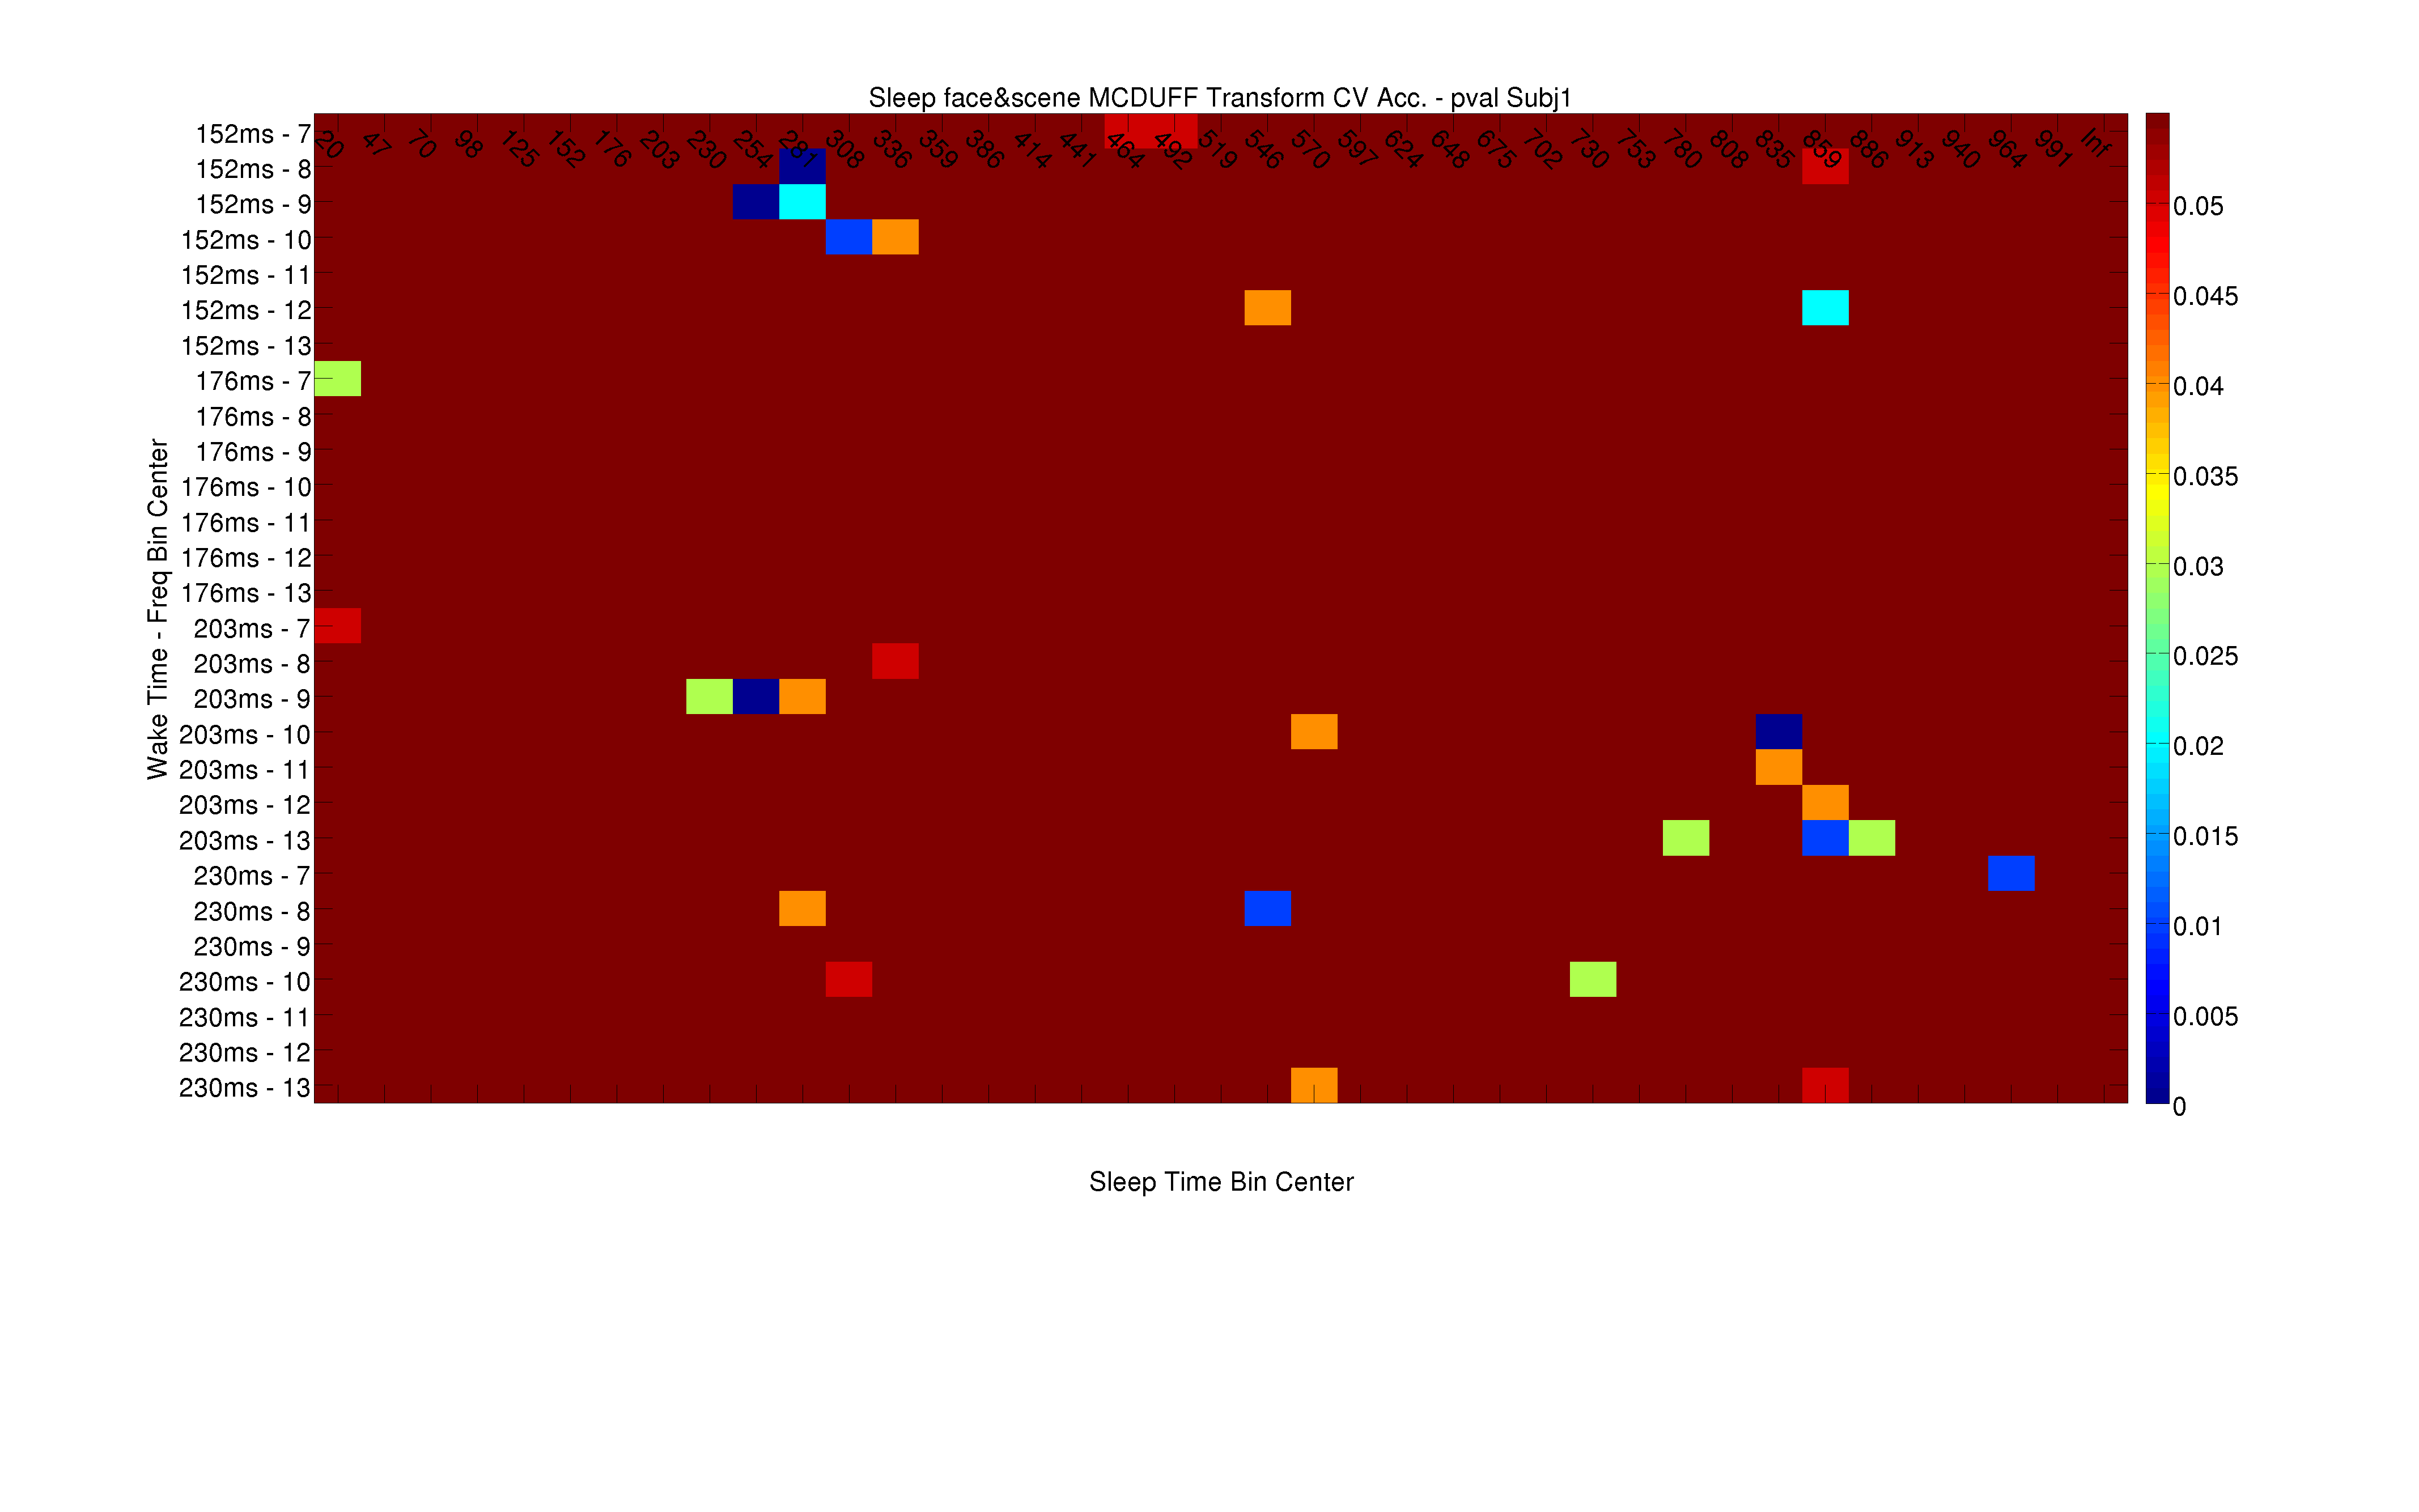 Sleep face&scene MCDUFF Transform CV Acc. - pval Subj1
20 47 70 98 125 152 176 203 230 254 281 308 336 359 386 414 441 464 492 519 546 570 597 624 648 675 702 730 753 780 808 835 859 886 913 940 964 991 Inf
Wake Time - Freq Bin Center
152ms - 7
152ms - 8
152ms - 9
152ms - 10
152ms - 11
152ms - 12
152ms - 13
176ms - 7
176ms - 8
176ms - 9
176ms - 10
176ms - 11
176ms - 12
176ms - 13
203ms - 7
203ms - 8
203ms - 9
203ms - 10
203ms - 11
203ms - 12
203ms - 13
230ms - 7
230ms - 8
230ms - 9
230ms - 10
230ms - 11
230ms - 12
230ms - 13
0.05
0.045
0.04
0.035
0.03
0.025
0.02
0.015
0.01
0.005
0
Sleep Time Bin Center